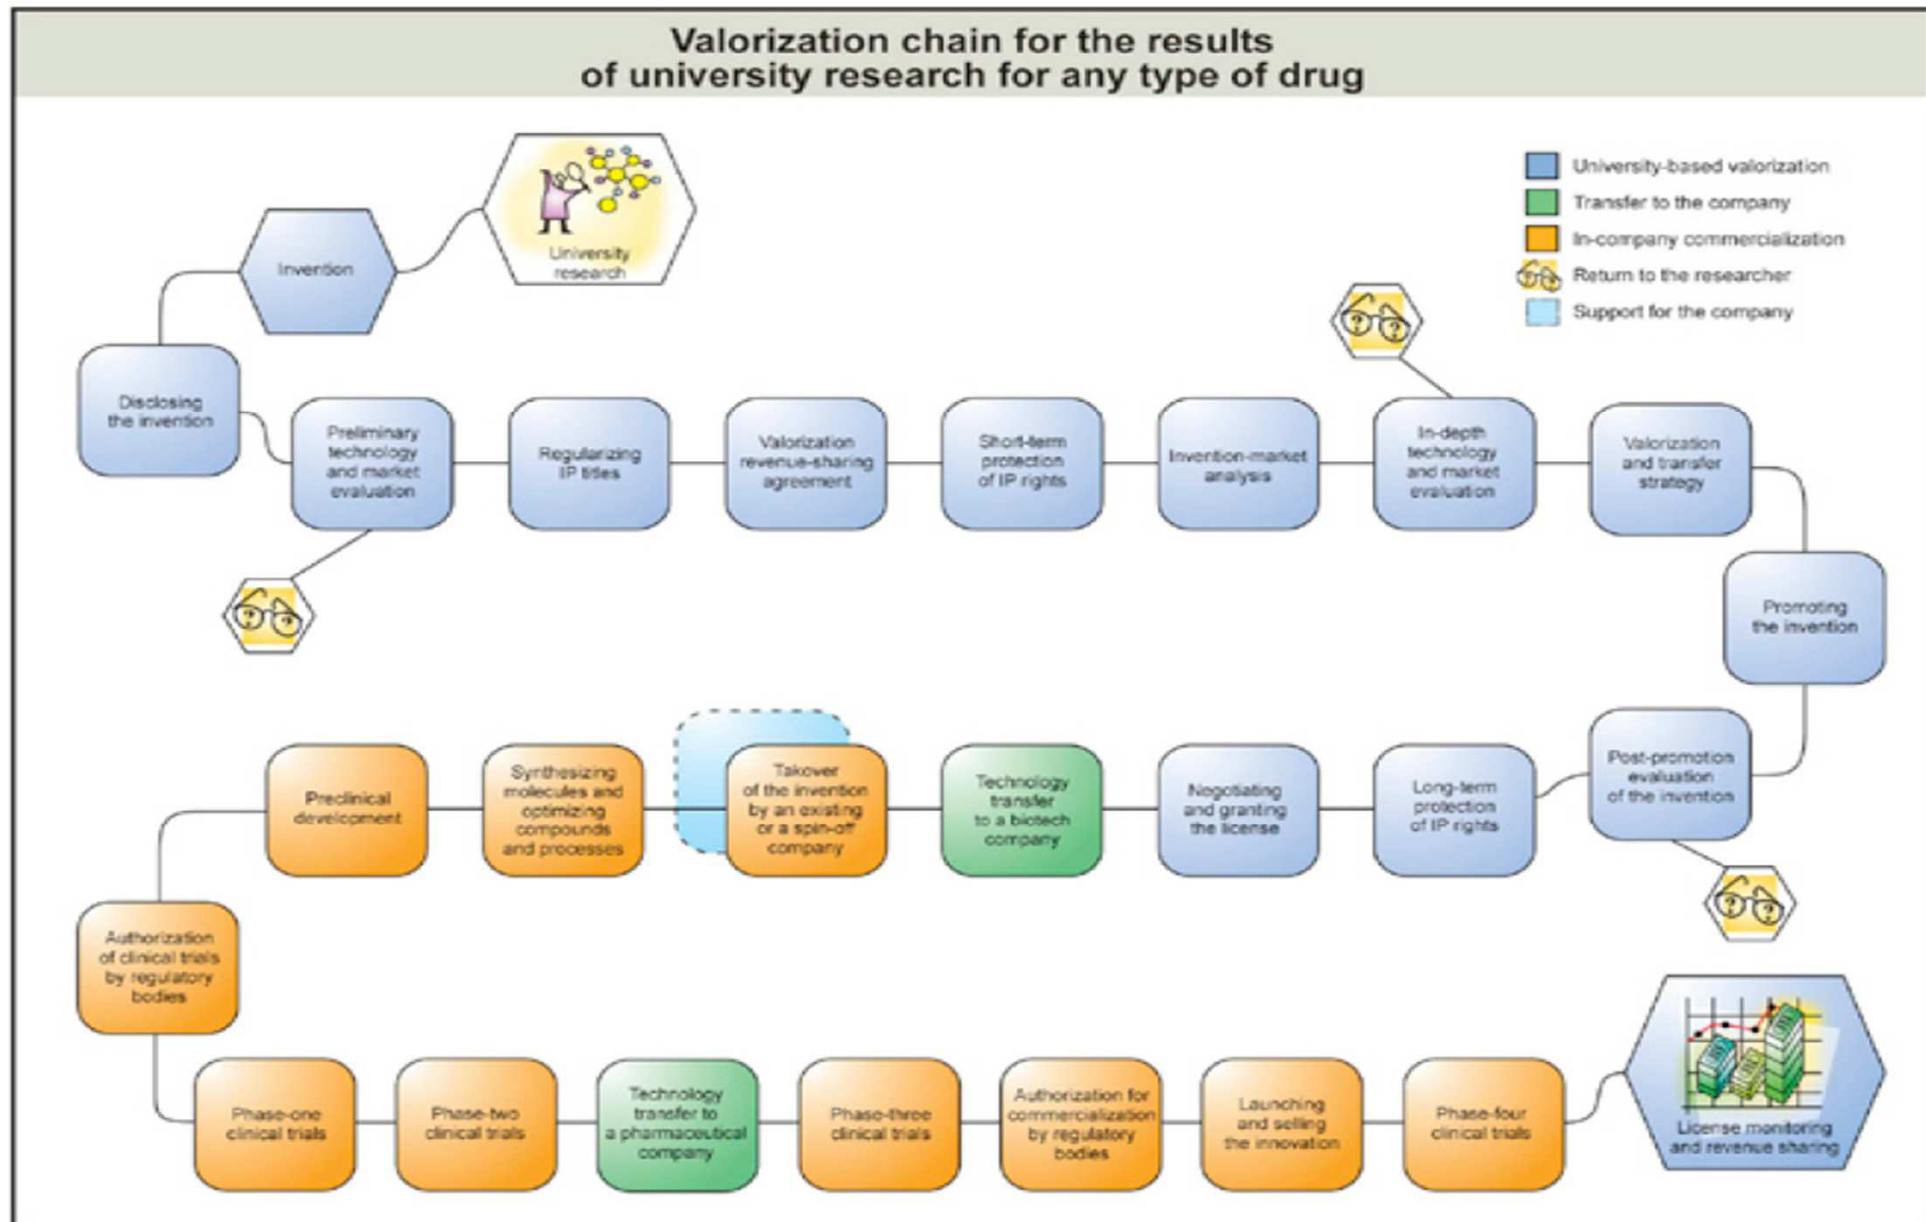 Valorization chain for the results
of university research for any type of drug
University
research
Invention
University-based valorization
Transfer to the company
In-company commercialization
Return to the researcher
Support for the company
Disclosing
the invention
Preliminary
technology
and market
evaluation
Regularizing
IP titles
Valorization
revenue-sharing
agreement
Short-term
protection
of IP rights
Invention-market
analysis
In-depth
technology
and market
evaluation
Valorization
and transfer
strategy
Promoting
the invention
Post-promotion
evaluation
of the invention
Long-term
protection
of IP rights
Negotiating
and granting
the license
Technology
transfer
to a biotech
company
Takeover
of the invention
by an existing
or a spin-off
company
Synthesizing
molecules and
optimizing
compounds
and processes
Preclinical
development
Authorization
of clinical trials
by regulatory
bodies
Phase-one
clinical trials
Phase-two
clinical trials
Technology
transfer to
a pharmaceutical
company
Phase-three
clinical trials
Authorization for
commercialization
by regulatory
bodies
Launching
and selling
the innovation
Phase-four
clinical trials
License monitoring
and revenue sharing